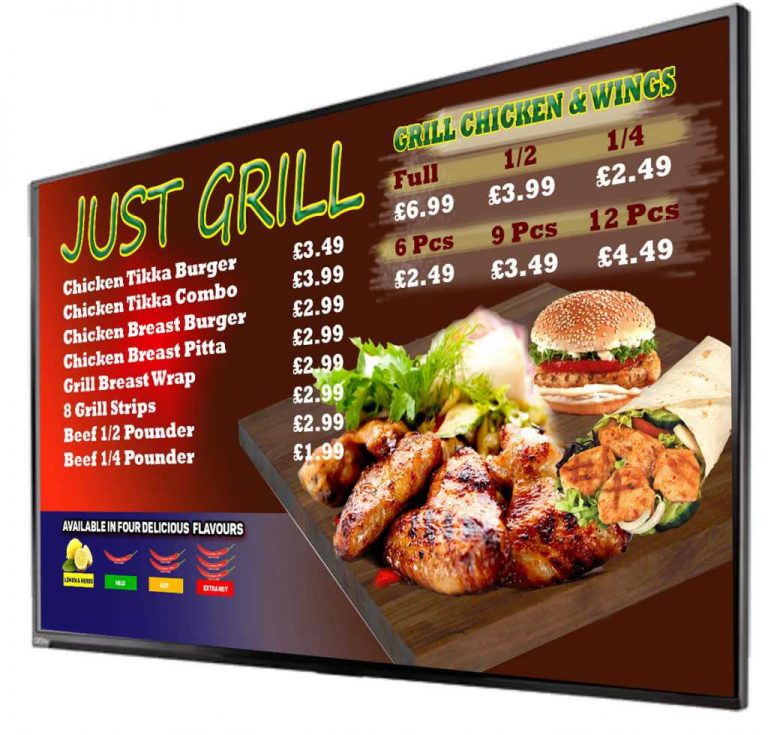 JUST GRILL
Chicken Tikka Burger £3.49
Chicken Tikka Combo £3.99
Chicken Breast Burger £2.99
Chicken Breast Pitta £2.99
Grill Breast Wrap £2.99
8 Grill Strips £2.99
Beef 1/2 Pounder £2.99
Beef 1/4 Pounder £1.99
GRILL CHICKEN & WINGS
Full 1/2 1/4
£6.99 £3.99 £2.49
6 Pcs 9 Pcs 12 Pcs
£2.49 £3.49 £4.49
AVAILABLE IN FOUR DELICIOUS FLAVOURS
LEMON & HERBS MILD HOT EXTRA HOT